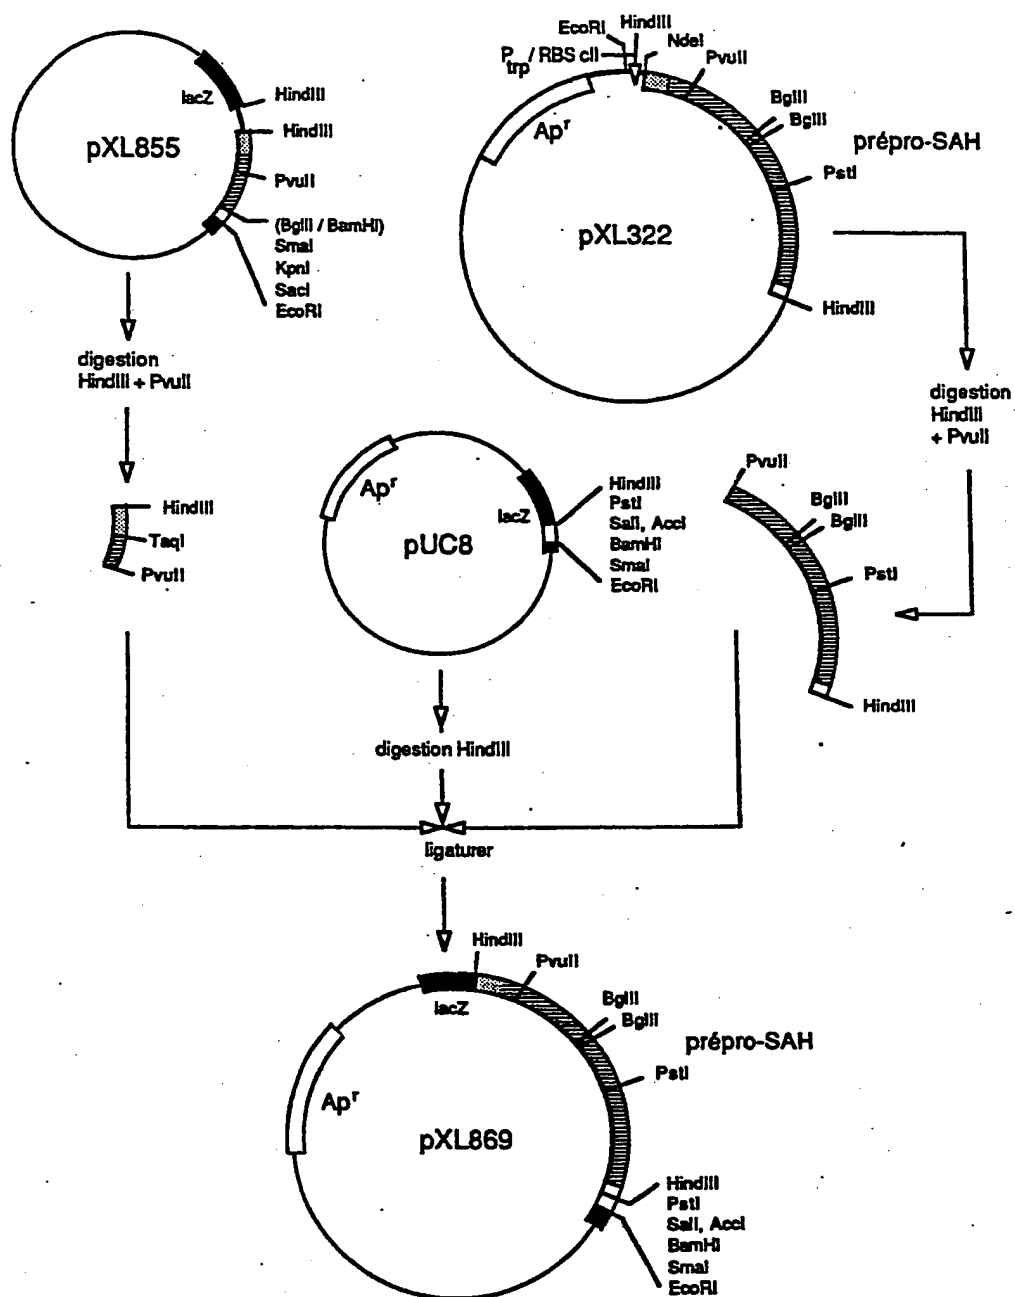 lacZ
HindIII
HindIII
pXL855
PvuII
(BglII / BamHI)
SmaI
KpnI
SacI
EcoRI
digestion
HindIII + PvuII
HindIII
TaqI
PvuII
EcoRI
HindIII
NdeI
Ptrp / RBS cII
PvuII
Apr
BglII
BglII
prépro-SAH
PstI
pXL322
HindIII
digestion
HindIII
+ PvuII
PvuII
BglII
BglII
PstI
HindIII
Apr
lacZ
pUC8
HindIII
PstI
SalI, AccI
BamHI
SmaI
EcoRI
digestion HindIII
ligaturer
HindIII
PvuII
lacZ
BglII
BglII
prépro-SAH
PstI
Apr
pXL869
HindIII
PstI
SalI, AccI
BamHI
SmaI
EcoRI